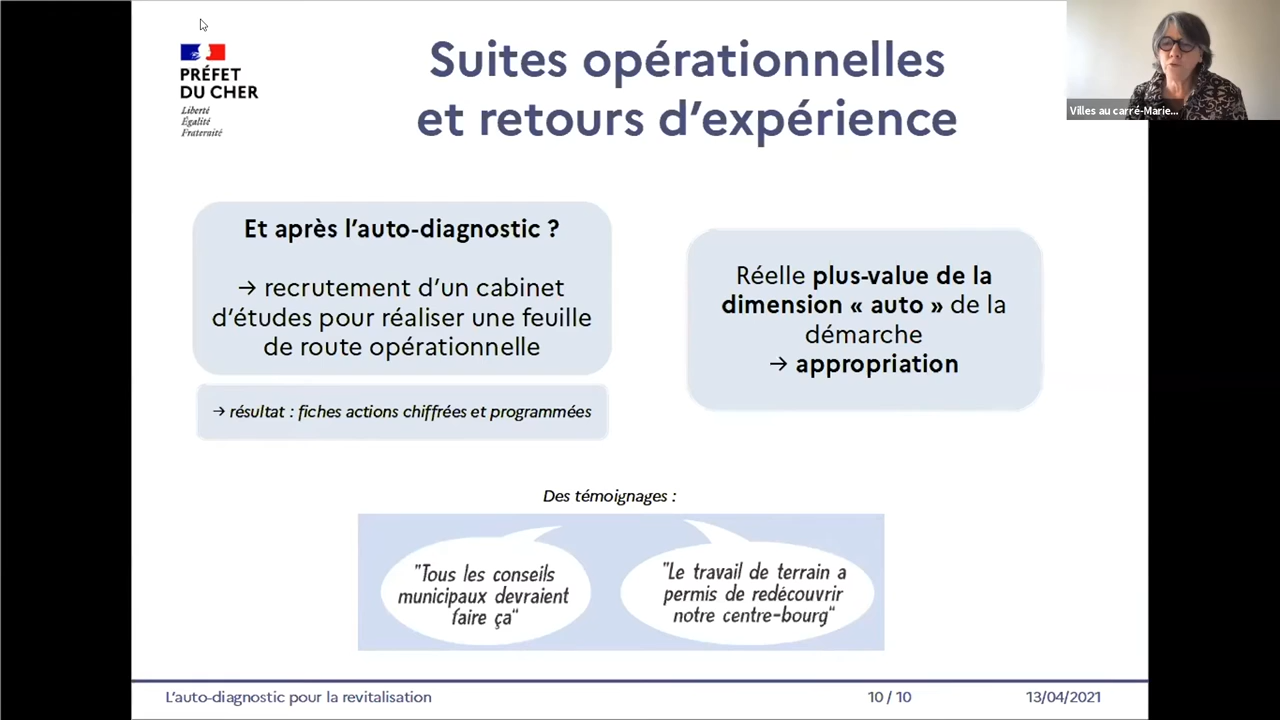 PRÉFET
DU CHER
Liberté
Égalité
Fraternité
Suites opérationnelles
et retours d'expérience
Villes au carré-Marie...
Et après l'auto-diagnostic ?
→ recrutement d'un cabinet
d'études pour réaliser une feuille
de route opérationnelle
→ résultat : fiches actions chiffrées et programmées
Réelle plus-value de la
dimension « auto » de la
démarche
→ appropriation
Des témoignages :
"Tous les conseils
municipaux devraient
faire ça"
"Le travail de terrain a
permis de redécouvrir
notre centre-bourg"
L'auto-diagnostic pour la revitalisation
10 / 10
13/04/2021